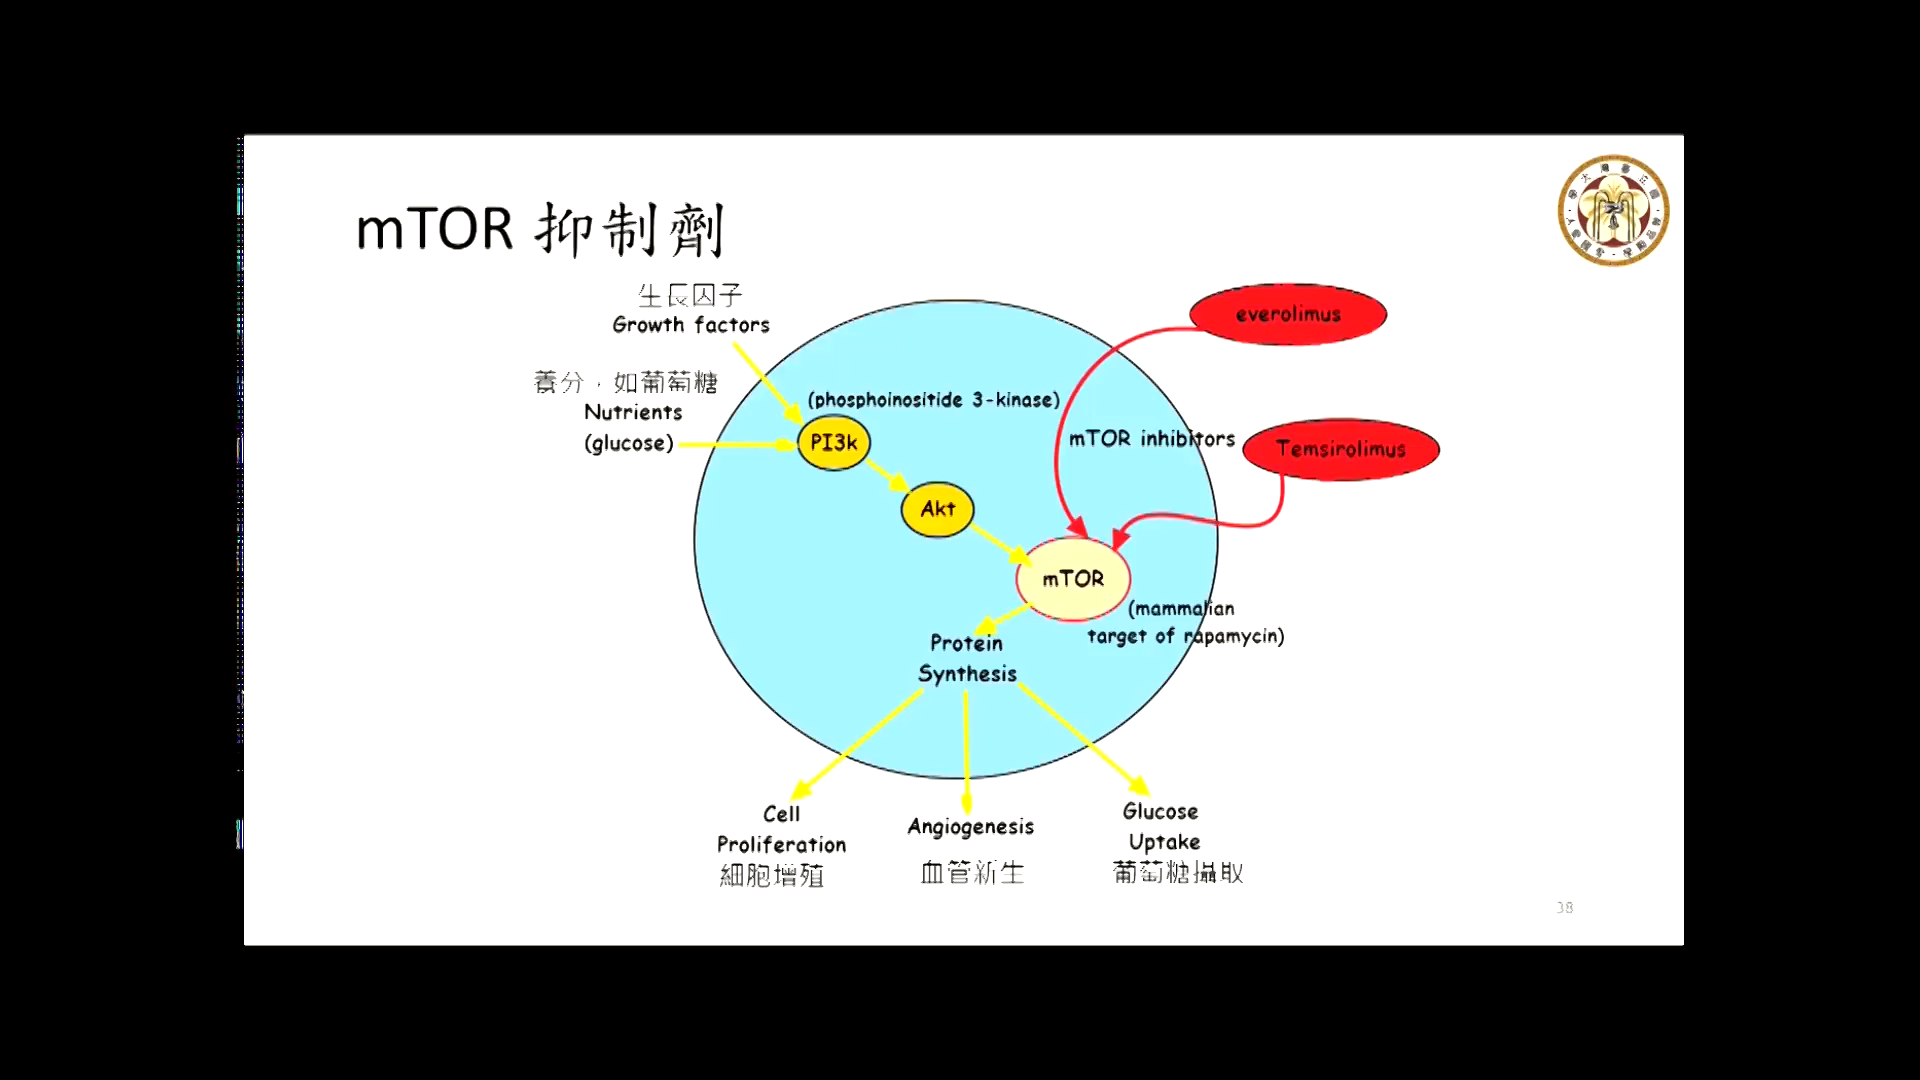 mTOR 抑制劑
生長因子
Growth factors
養分，如葡萄糖
Nutrients
(glucose)
(phosphoinositide 3-kinase)
PI3k
Akt
mTOR
everolimus
mTOR inhibitors
Temsirolimus
(mammalian
target of rapamycin)
Protein
Synthesis
Cell
Proliferation
細胞增殖
Angiogenesis
血管新生
Glucose
Uptake
葡萄糖攝取
38